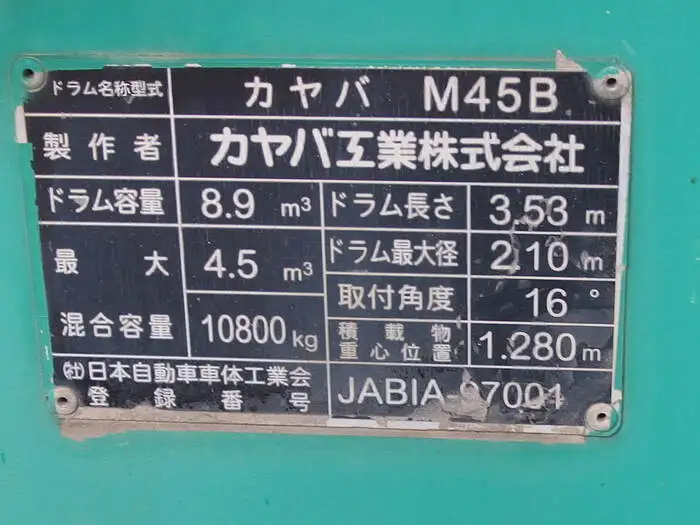 ドラム名称型式 カヤバ M45B
製作者 カヤバ工業株式会社
ドラム容量 8.9 m³ ドラム長さ 3.53 m
最大 4.5 m³ ドラム最大径 2.10 m
取付角度 16°
混合容量 10800kg 積載物重心位置 1.280m
(社)日本自動車車体工業会
登録番号 JABIA-97001